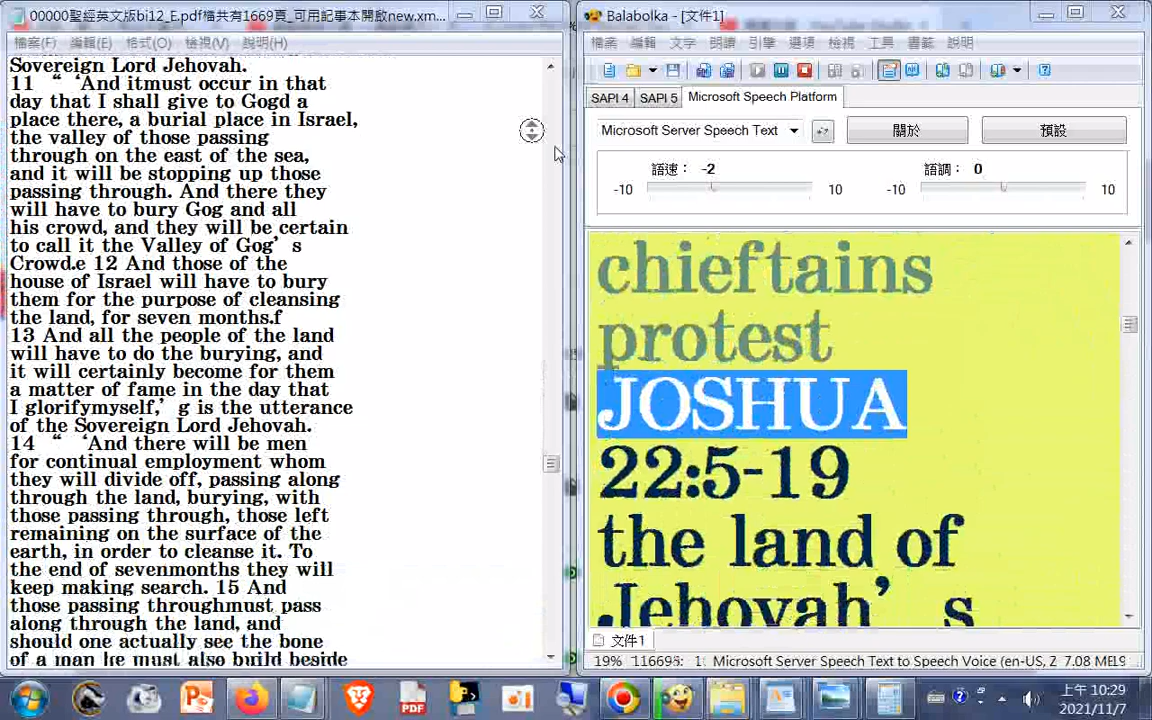 00000聖經英文版bi12_E.pdf檔共有1669頁_可用記事本開啟new.xm...
檔案(F) 編輯(E) 格式(O) 檢視(V) 說明(H)
Sovereign Lord Jehovah.
11 “ ‘And itmust occur in that
day that I shall give to Gogd a
place there, a burial place in Israel,
the valley of those passing
through on the east of the sea,
and it will be stopping up those
passing through. And there they
will have to bury Gog and all
his crowd, and they will be certain
to call it the Valley of Gog’s
Crowd.e 12 And those of the
house of Israel will have to bury
them for the purpose of cleansing
the land, for seven months.f
13 And all the people of the land
will have to do the burying, and
it will certainly become for them
a matter of fame in the day that
I glorifymyself,’ g is the utterance
of the Sovereign Lord Jehovah.
14 “ ‘And there will be men
for continual employment whom
they will divide off, passing along
through the land, burying, with
those passing through, those left
remaining on the surface of the
earth, in order to cleanse it. To
the end of sevenmonths they will
keep making search. 15 And
those passing throughmust pass
along through the land, and
should one actually see the bone
of a man he must also build beside
Balabolka - [文件1]
檔案 編輯 文字 朗讀 引擎 選項 檢視 工具 書籤 說明
SAPI 4 SAPI 5 Microsoft Speech Platform
Microsoft Server Speech Text 關於 預設
語速： -2 語調： 0
-10 10 -10 10
chieftains
protest
JOSHUA
22:5-19
the land of
Jehovah’s
文件1
19% 116695: 1 Microsoft Server Speech Text to Speech Voice (en-US, Z 7.08 МБ
上午 10:29
2021/11/7